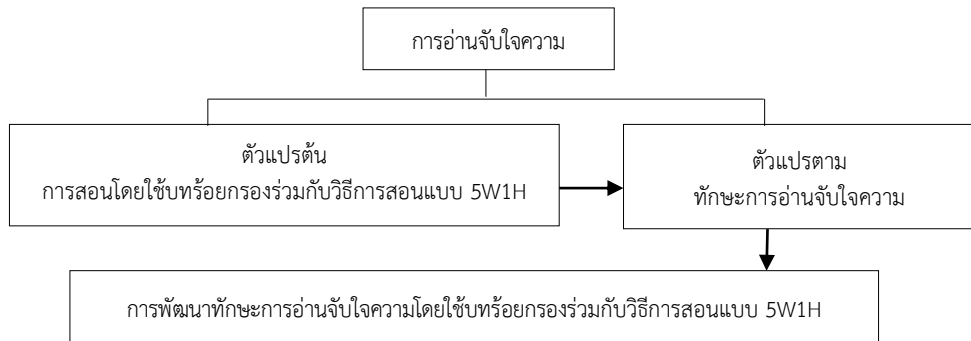 การอ่านจับใจความ
ตัวแปรต้น
การสอนโดยใช้บทร้อยกรองร่วมกับวิธีการสอนแบบ 5W1H
ตัวแปรตาม
ทักษะการอ่านจับใจความ
การพัฒนาทักษะการอ่านจับใจความโดยใช้บทร้อยกรองร่วมกับวิธีการสอนแบบ 5W1H